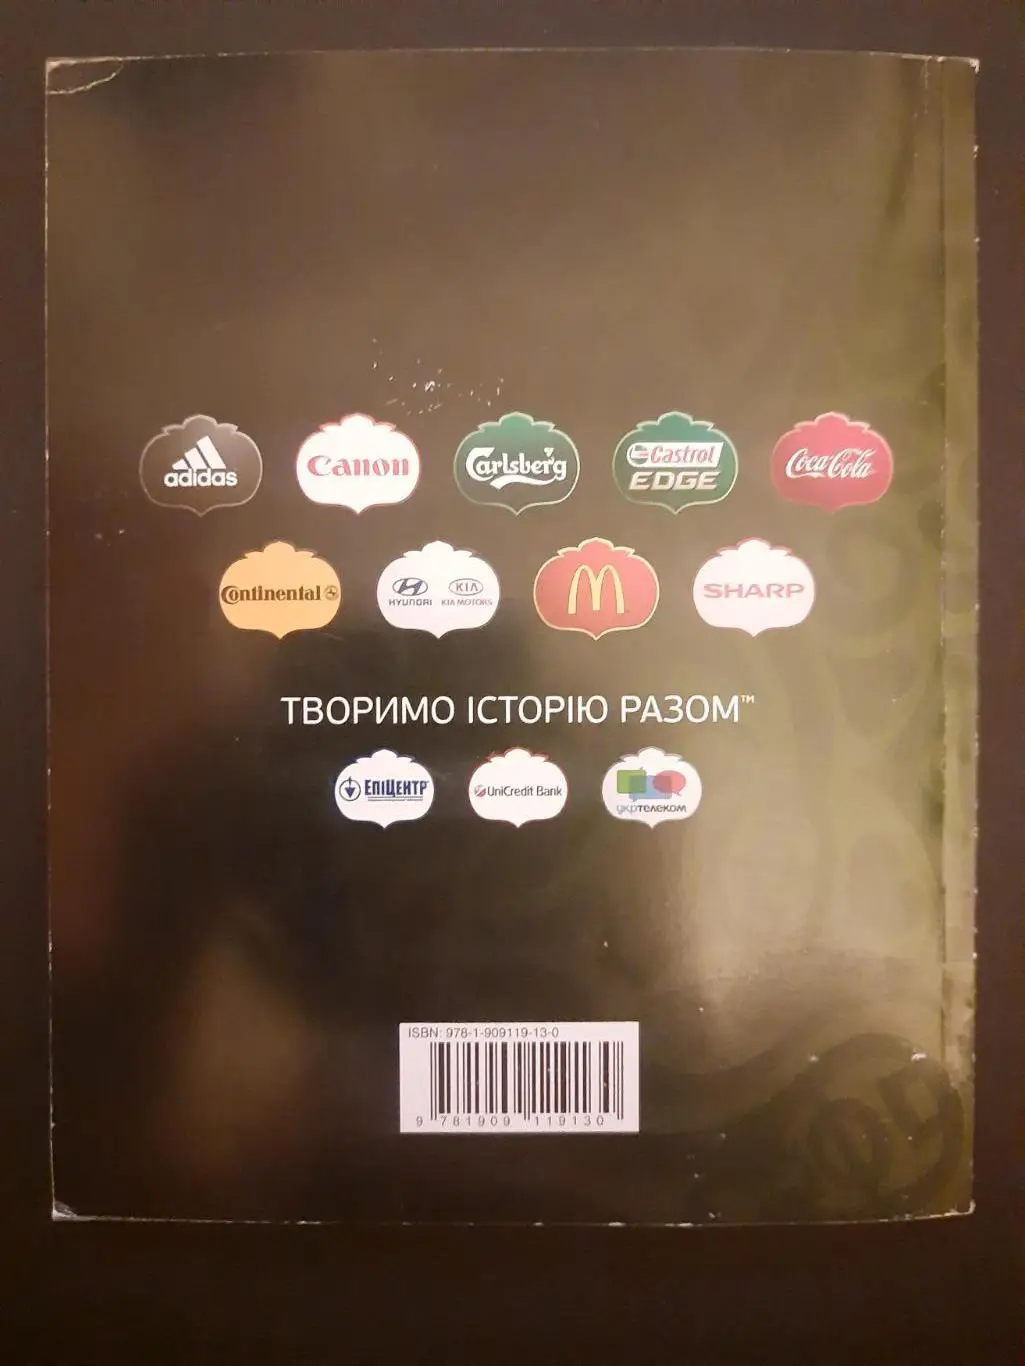 adidas
Canon
Carlsberg
Castrol
EDGE
Coca-Cola
Continental
HYUNDAI
KIA
KIA MOTORS
M
SHARP
ТВОРИМО ІСТОРІЮ РАЗОМ™
ЕПІЦЕНТР
UniCredit Bank
укртелеком
ISBN: 978-1-909119-13-0
9 781909 119130